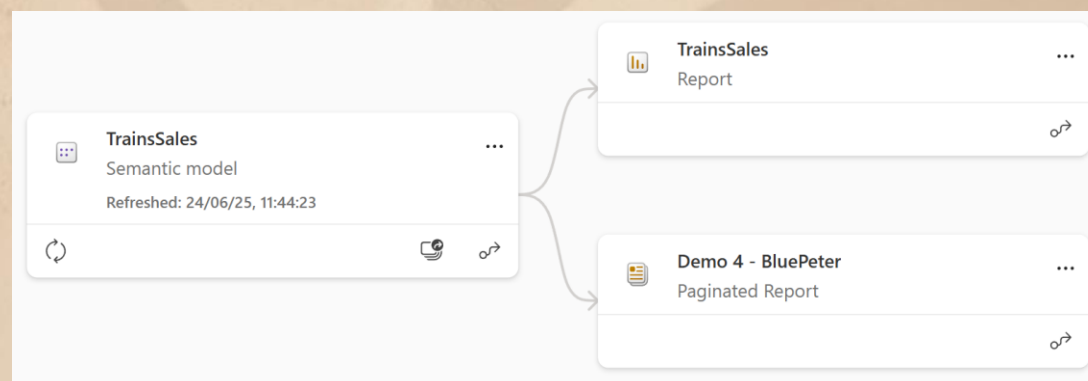 TrainsSales
Semantic model
Refreshed: 24/06/25, 11:44:23
TrainsSales
Report
Demo 4 - BluePeter
Paginated Report